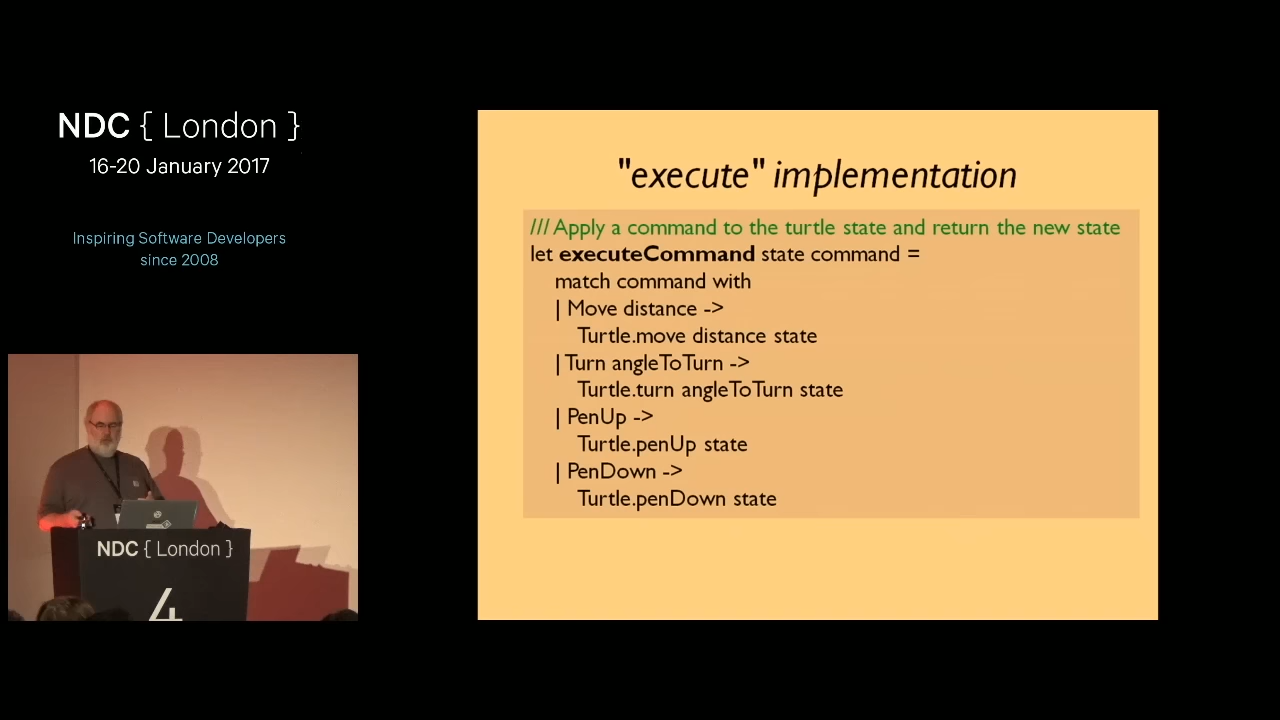 NDC { London }
16-20 January 2017
Inspiring Software Developers
since 2008
"execute" implementation
/// Apply a command to the turtle state and return the new state
let executeCommand state command =
match command with
| Move distance ->
Turtle.move distance state
| Turn angleToTurn ->
Turtle.turn angleToTurn state
| PenUp ->
Turtle.penUp state
| PenDown ->
Turtle.penDown state
NDC { London }
4